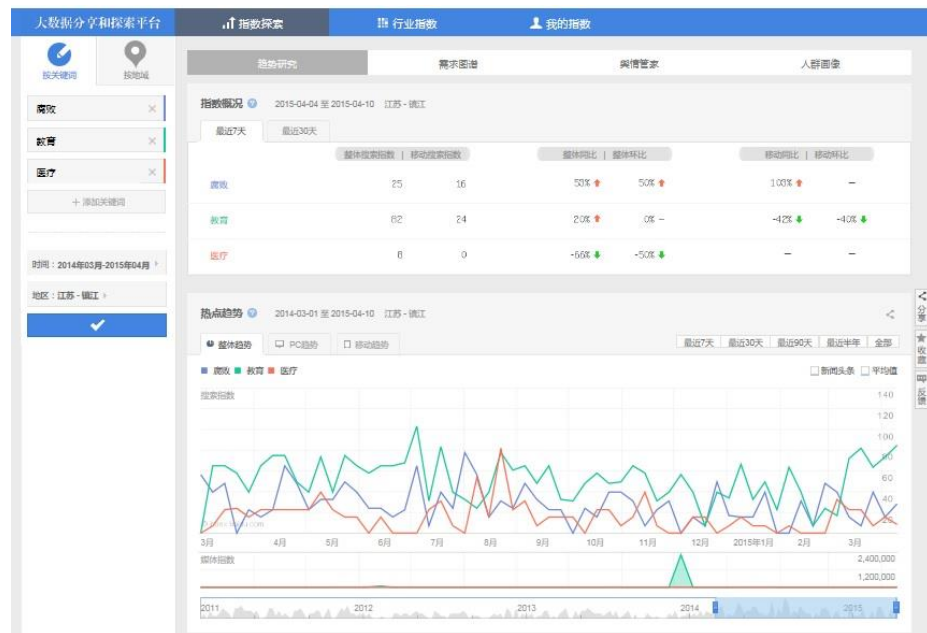 大数据分享和探索平台
指数探索
行业指数
我的指数
按关键词
按地域
腐败
教育
医疗
+ 添加关键词
时间：2014年03月-2015年04月
地区：江苏 - 镇江
趋势研究
需求图谱
舆情管家
人群画像
指数概况 2015-04-04 至 2015-04-10 江苏 - 镇江
最近7天 最近30天
整体搜索指数 | 移动搜索指数 整体同比 | 整体环比 移动同比 | 移动环比
腐败 25 16 50% –
教育 82 24 20% 0% – -42% -40%
医疗 8 0 -66% -50% – –
热点趋势 2014-03-01 至 2015-04-10 江苏 - 镇江
整体趋势 PC趋势 移动趋势
最近7天 最近30天 最近90天 最近半年 全部
腐败 教育 医疗
新闻头条 平均值
搜索指数
140
120
100
80
60
40
20
3月 4月 5月 6月 7月 8月 9月 10月 11月 12月 2015年1月 2月 3月
媒体指数
2,400,000
1,200,000
2011 2012 2013 2014 2015
分享
收藏
反馈